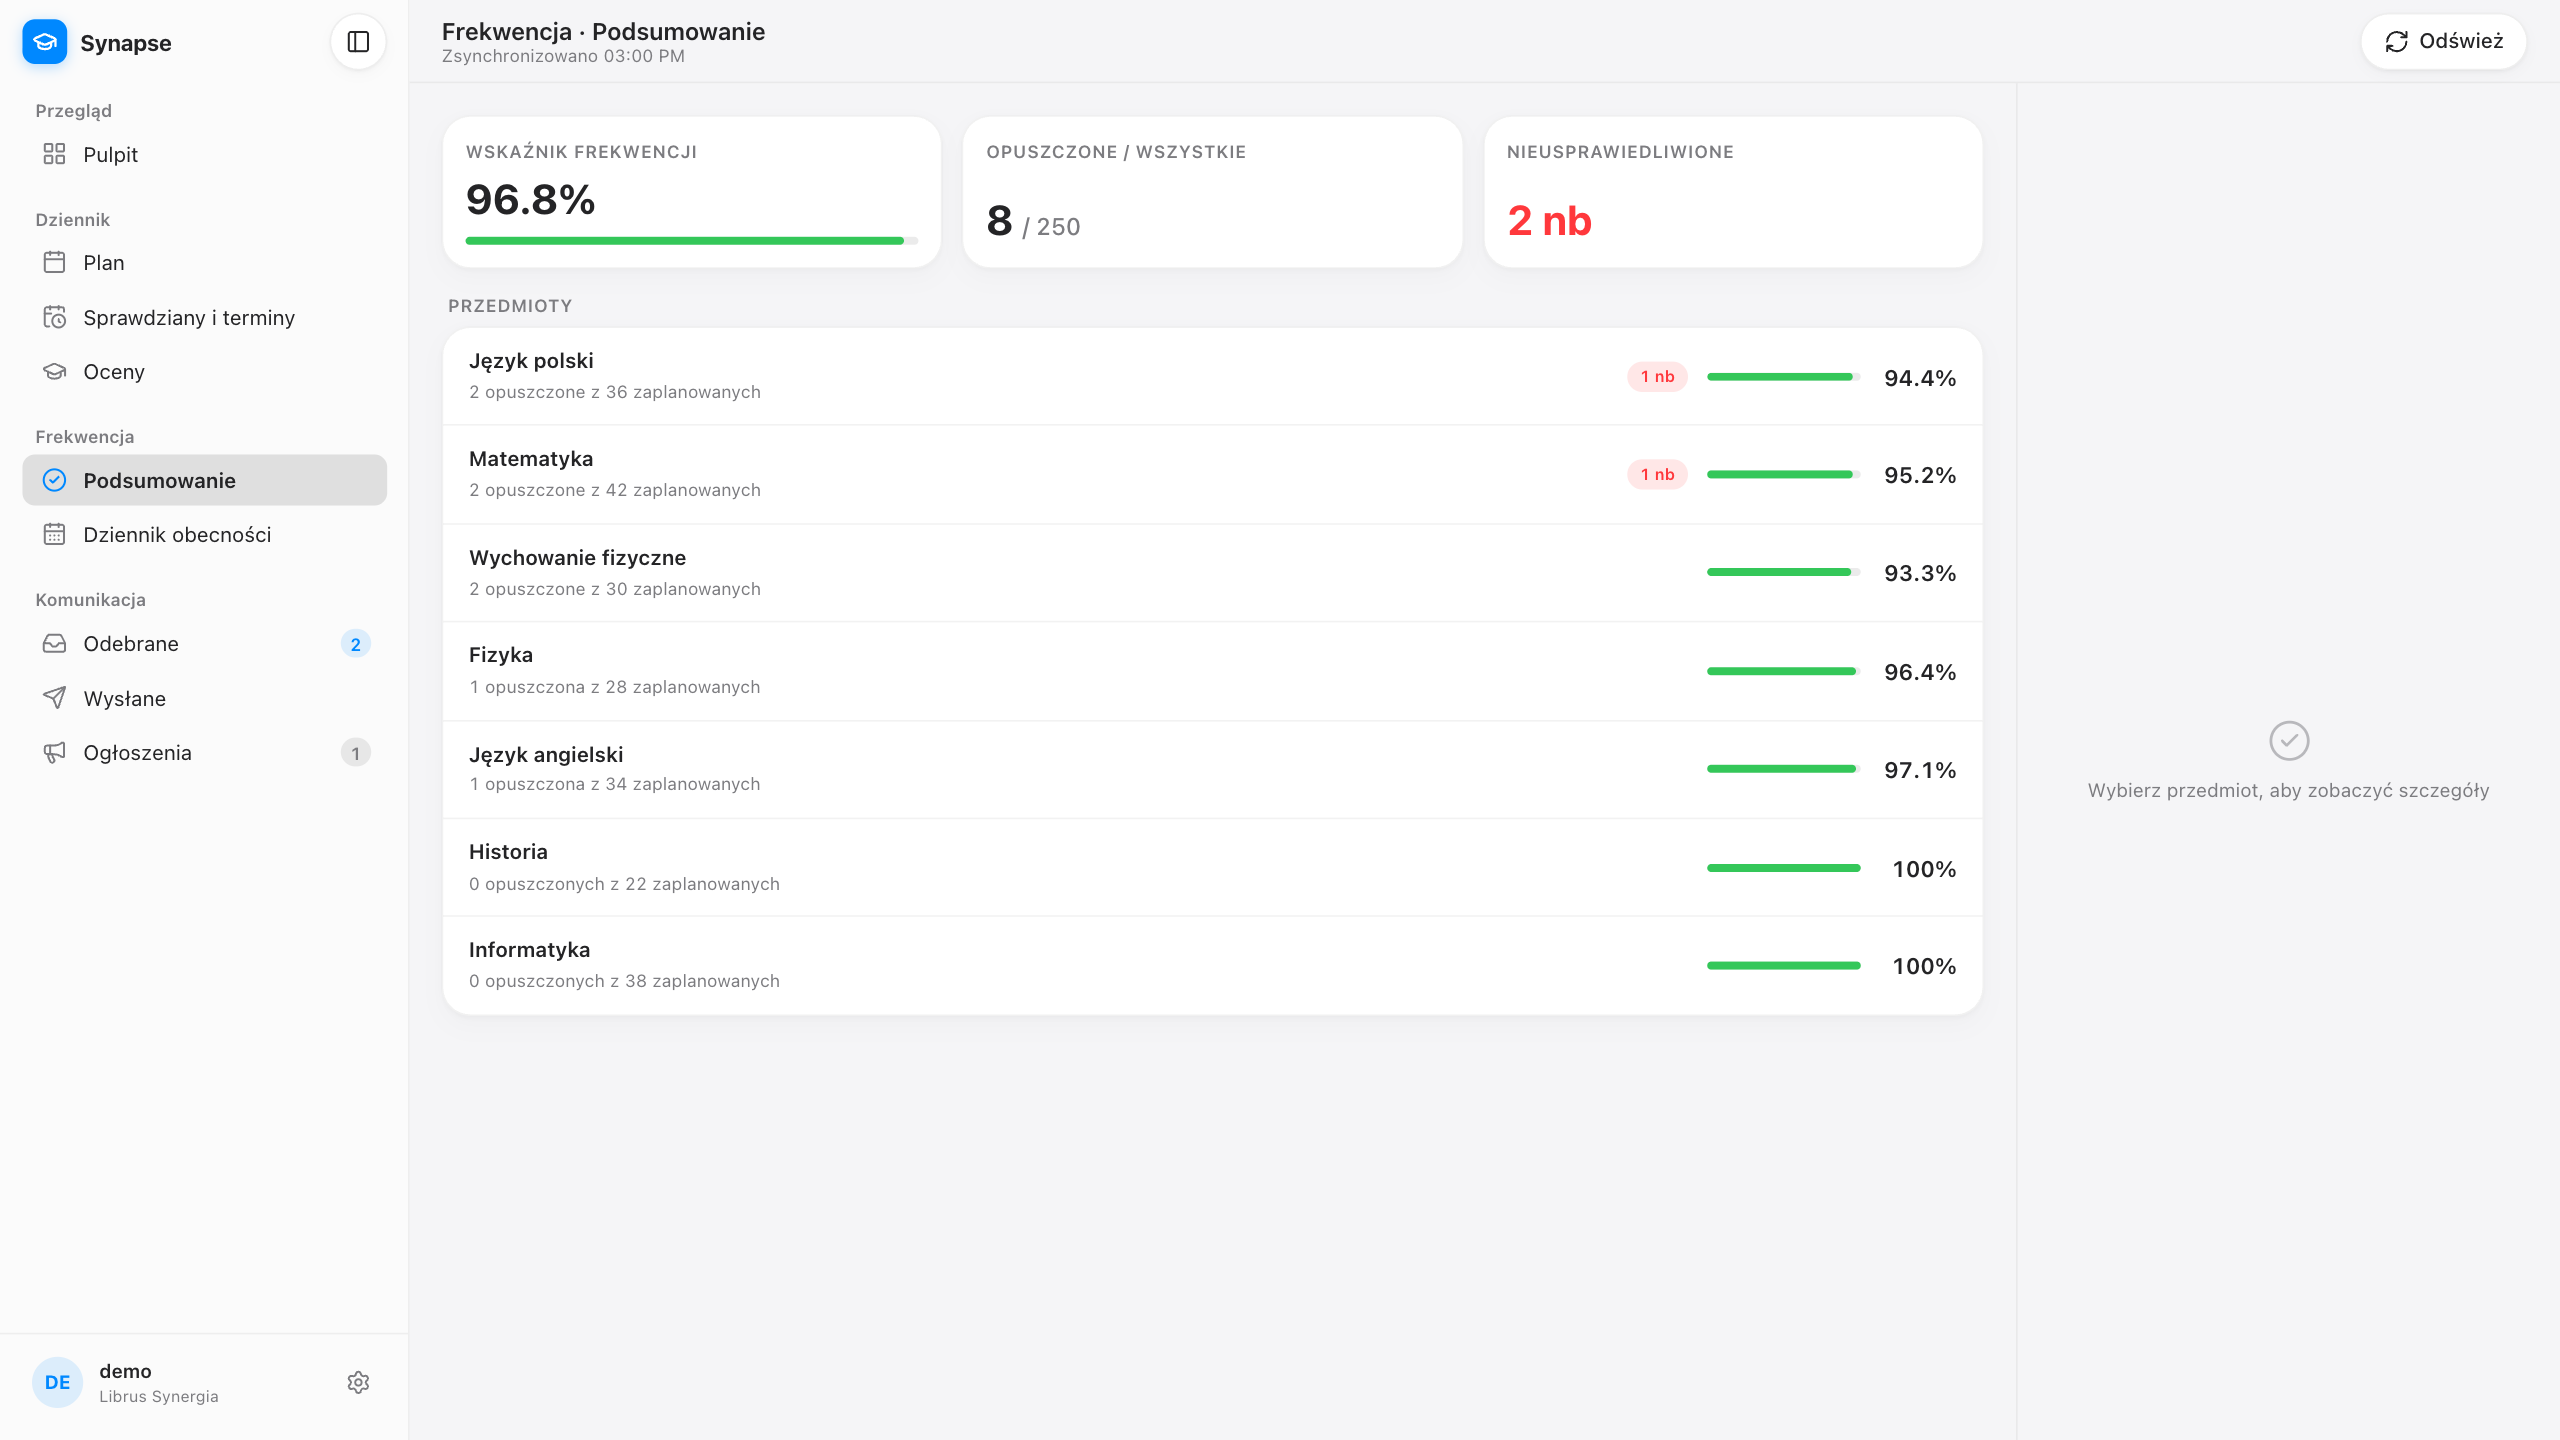 Synapse
Przegląd
Pulpit
Dziennik
Plan
Sprawdziany i terminy
Oceny
Frekwencja
Podsumowanie
Dziennik obecności
Komunikacja
Odebrane 2
Wysłane
Ogłoszenia 1
DE
demo
Librus Synergia
Frekwencja · Podsumowanie
Zsynchronizowano 03:00 PM
Odśwież
WSKAŹNIK FREKWENCJI
96.8%
OPUSZCZONE / WSZYSTKIE
8 / 250
NIEUSPRAWIEDLIWIONE
2 nb
PRZEDMIOTY
Język polski
2 opuszczone z 36 zaplanowanych
1 nb 94.4%
Matematyka
2 opuszczone z 42 zaplanowanych
1 nb 95.2%
Wychowanie fizyczne
2 opuszczone z 30 zaplanowanych
93.3%
Fizyka
1 opuszczona z 28 zaplanowanych
96.4%
Język angielski
1 opuszczona z 34 zaplanowanych
97.1%
Historia
0 opuszczonych z 22 zaplanowanych
100%
Informatyka
0 opuszczonych z 38 zaplanowanych
100%
Wybierz przedmiot, aby zobaczyć szczegóły